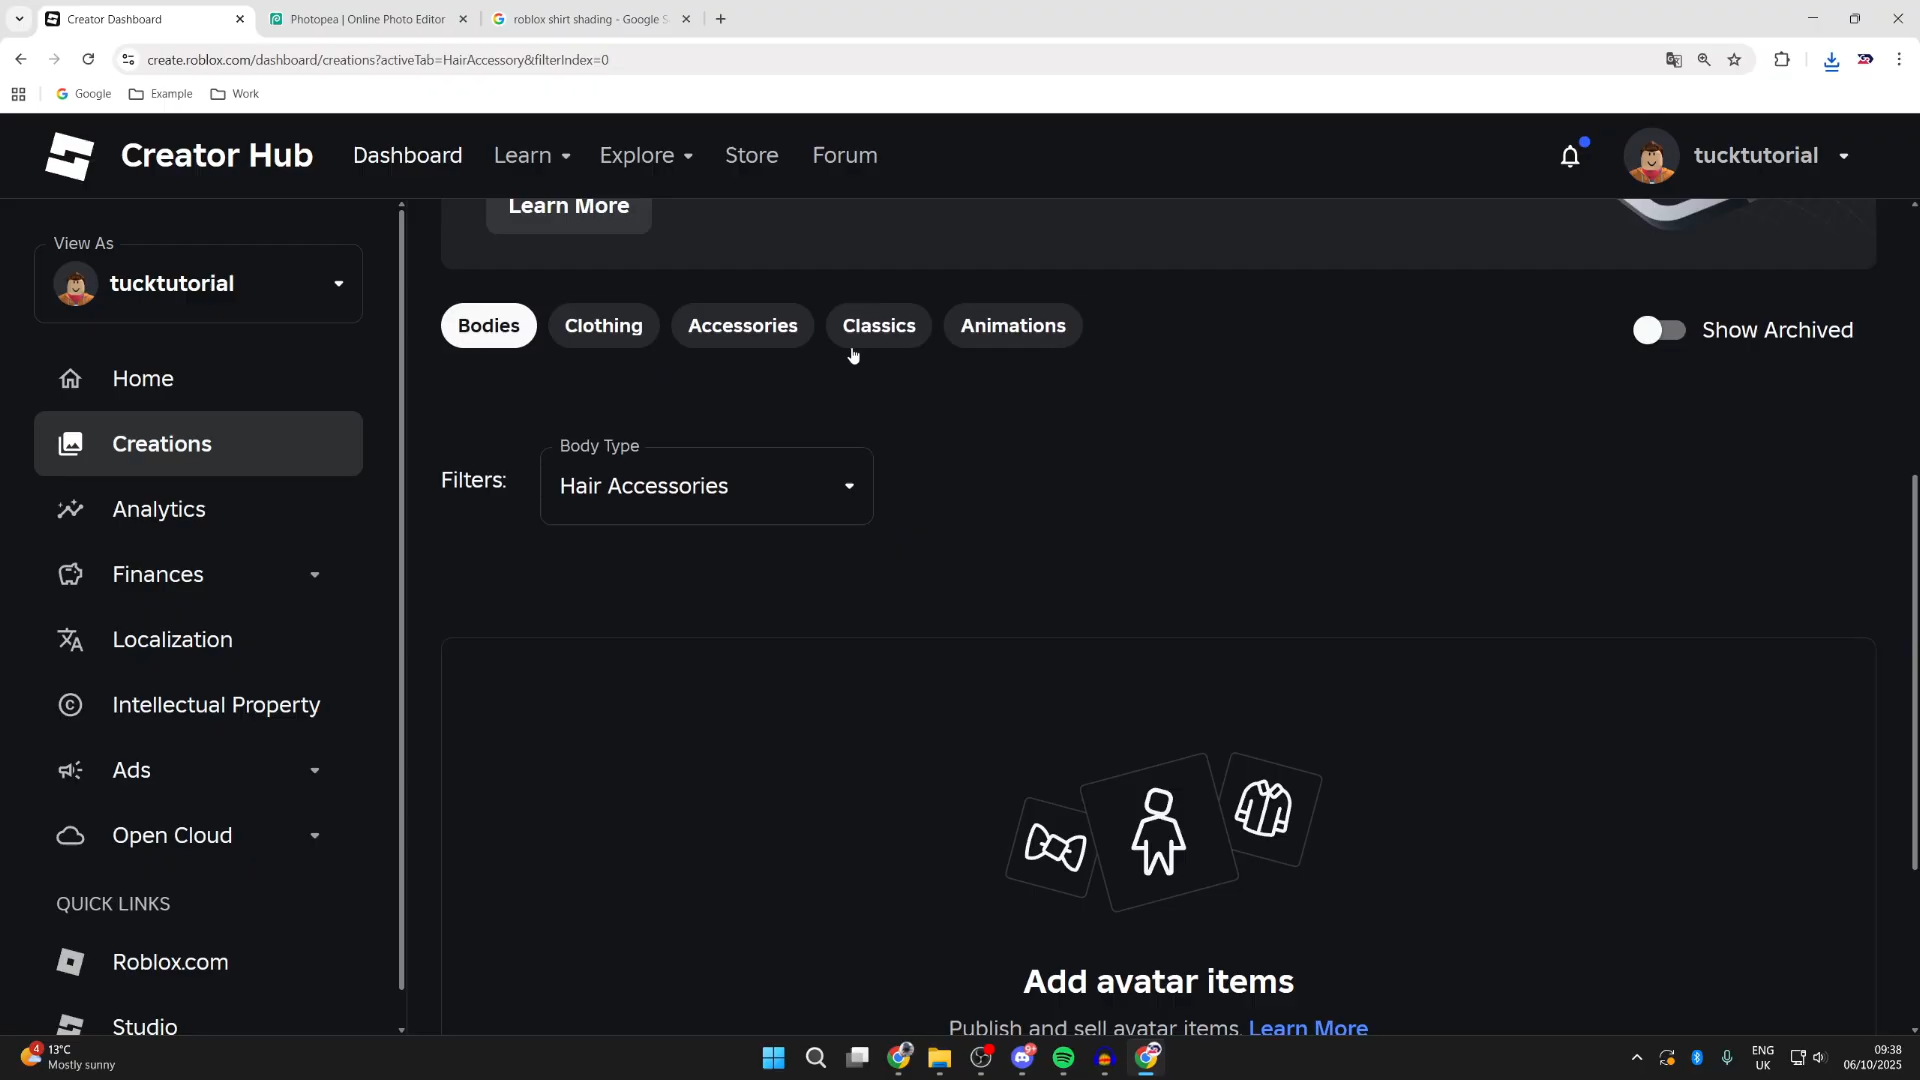 Creator Dashboard
Photopea | Online Photo Editor
roblox shirt shading - Google S
create.roblox.com/dashboard/creations?activeTab=HairAccessory&filterIndex=0
Google
Example
Work
Creator Hub
Dashboard
Learn
Explore
Store
Forum
tucktutorial
Learn More
View As
tucktutorial
Bodies
Clothing
Accessories
Classics
Animations
Show Archived
Home
Creations
Analytics
Finances
Localization
Intellectual Property
Ads
Open Cloud
QUICK LINKS
Roblox.com
Studio
Body Type
Filters:
Hair Accessories
Add avatar items
Publish and sell avatar items. Learn More
4
13°C
Mostly sunny
9+
ENG
UK
09:38
06/10/2025